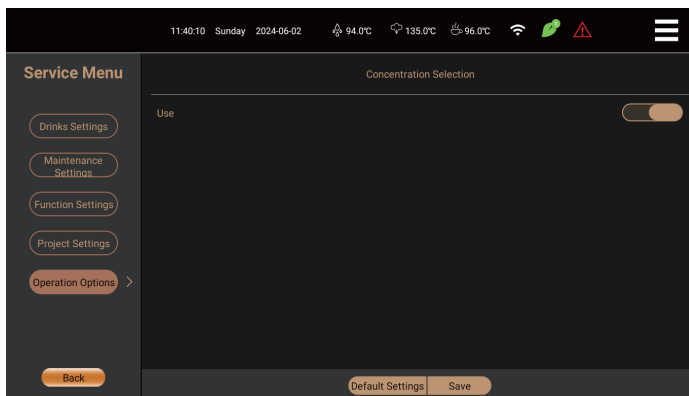 11:40:10 Sunday 2024-06-02 94.0℃ 135.0℃ 96.0℃ 1
Service Menu
Concentration Selection
Use
Drinks Settings
Maintenance
Settings
Function Settings
Project Settings
Operation Options >
Back
Default Settings Save